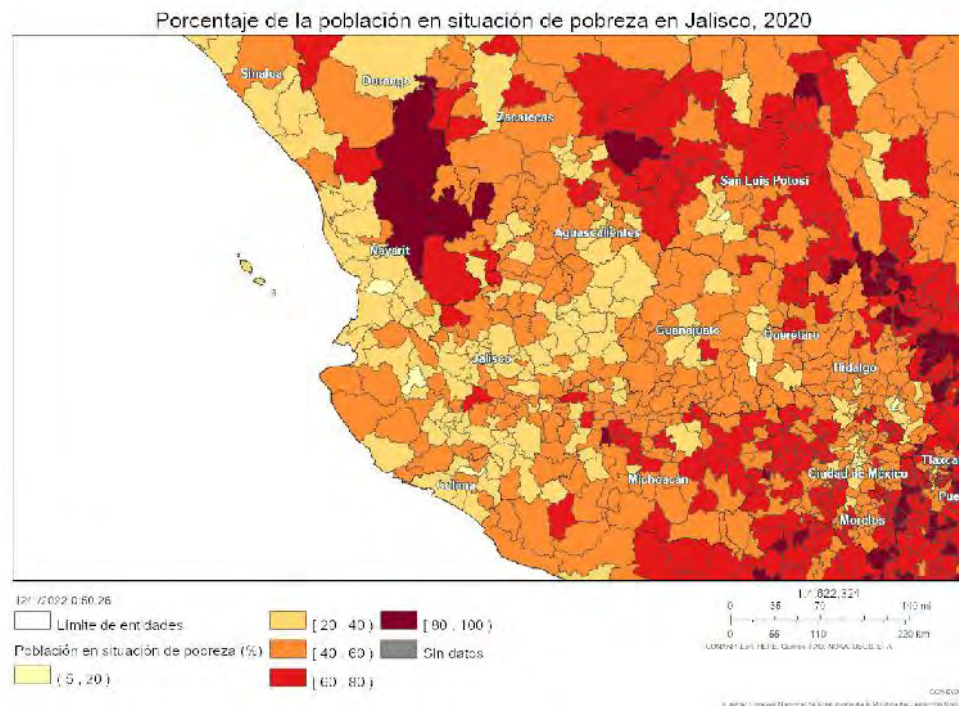 Porcentaje de la población en situación de pobreza en Jalisco, 2020
Sinaloa
Durango
Zacatecas
San Luis Potosí
Aguascalientes
Nayarit
Guanajuato
Querétaro
Jalisco
Hidalgo
Tlaxca
Ciudad de México
Colima
Michoacán
Pue
Morelos
Límite de entidades
Población en situación de pobreza (%)
( 5 , 20 )
[ 20 , 40 )
[ 40 , 60 )
[ 60 , 80 )
[ 80 , 100 )
Sin datos
0 35 70 140 mi
0 55 110 220 km